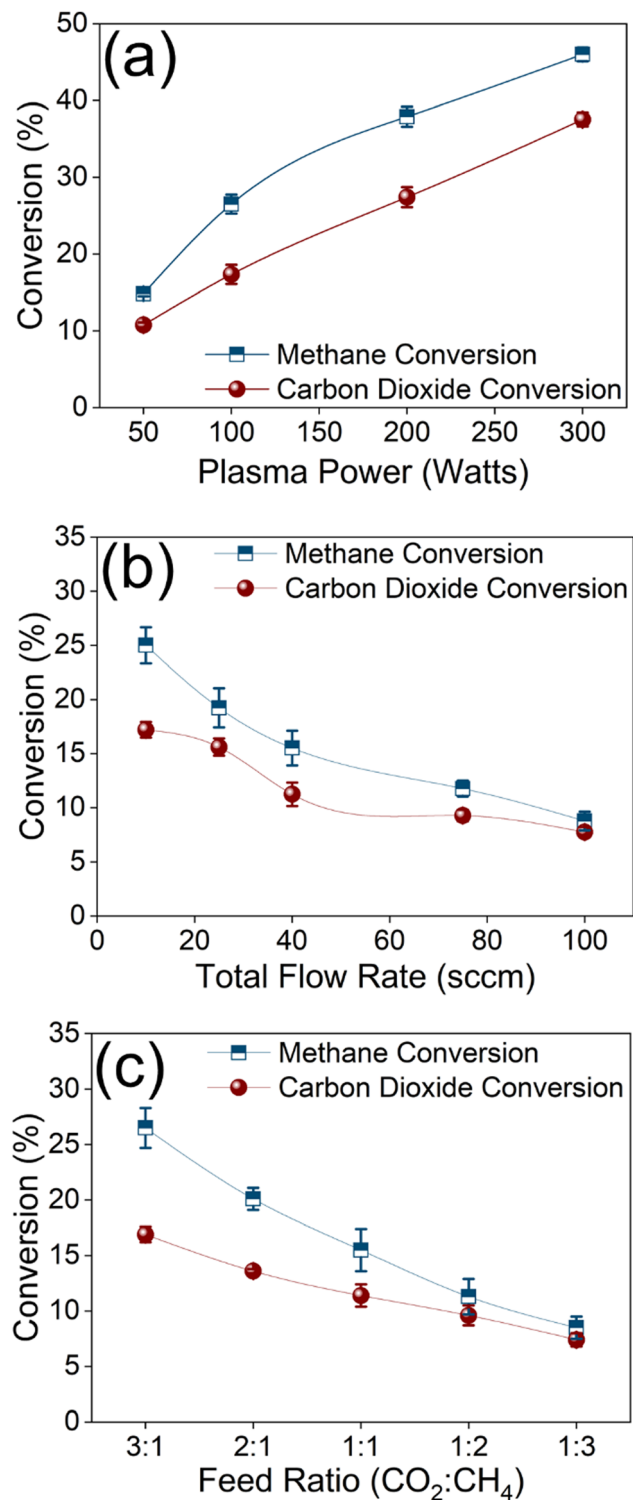 (a)
50
40
30
20
10
0
Conversion (%)
Methane Conversion
Carbon Dioxide Conversion
50 100 150 200 250 300
Plasma Power (Watts)
(b)
35
30
25
20
15
10
5
0
Conversion (%)
Methane Conversion
Carbon Dioxide Conversion
0 20 40 60 80 100
Total Flow Rate (sccm)
(c)
35
30
25
20
15
10
5
0
Conversion (%)
Methane Conversion
Carbon Dioxide Conversion
3:1 2:1 1:1 1:2 1:3
Feed Ratio (CO₂:CH₄)